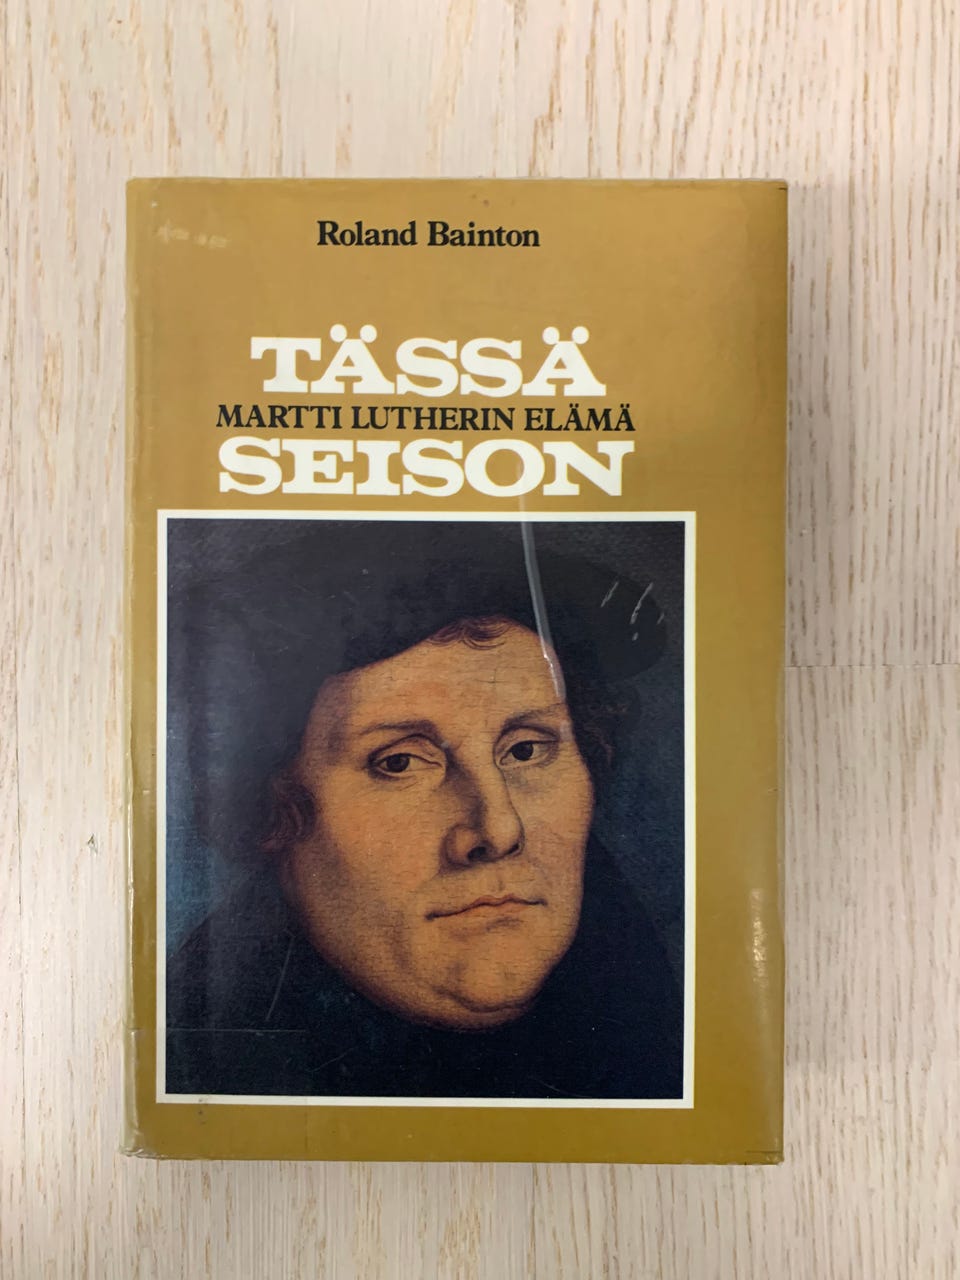 Roland Bainton
TÄSSÄ
MARTTI LUTHERIN ELÄMÄ
SEISON